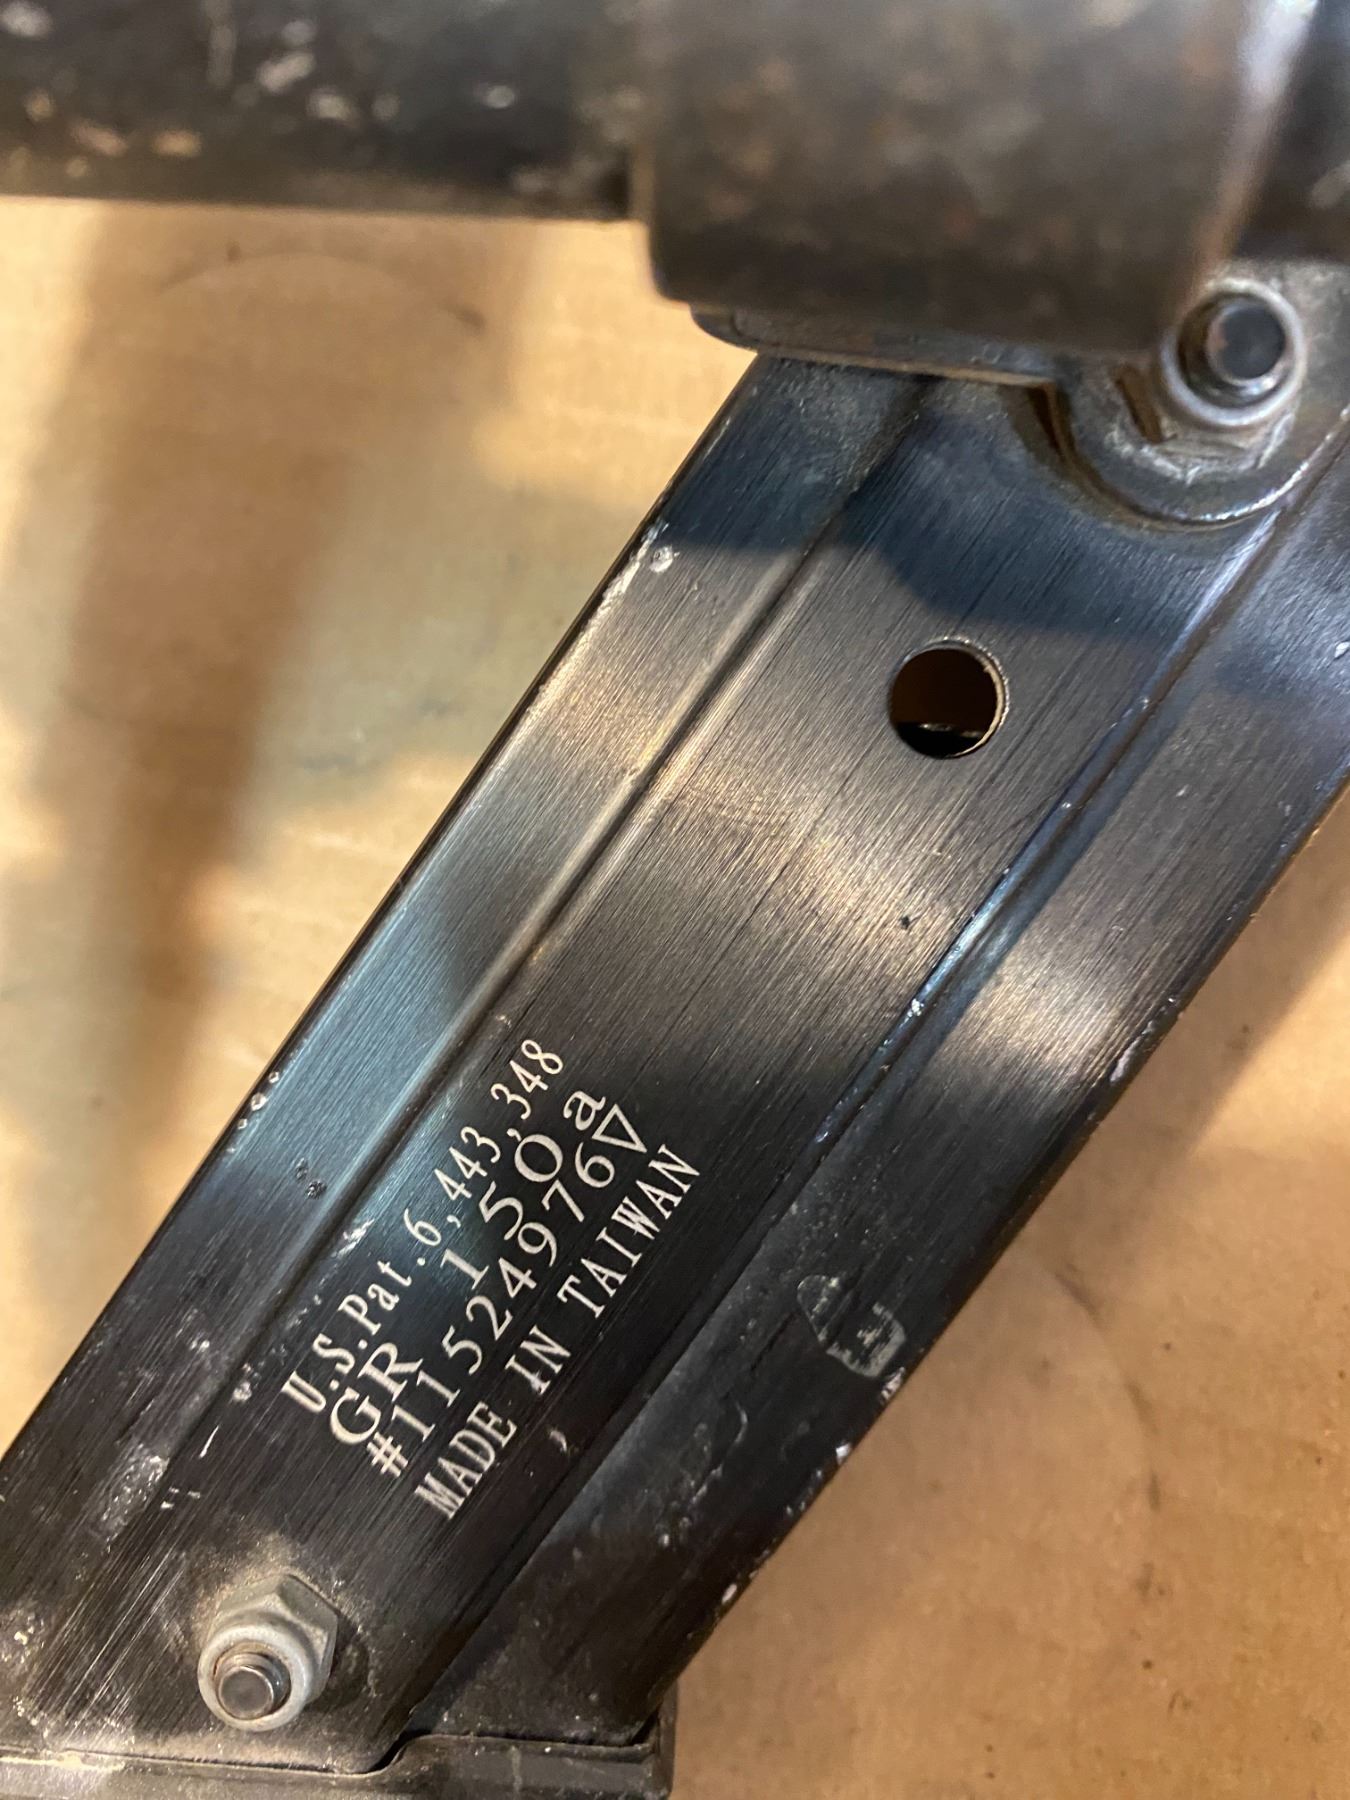 U.S.Pat.6,443,348
GR 150a
#11524976▽
MADE IN TAIWAN